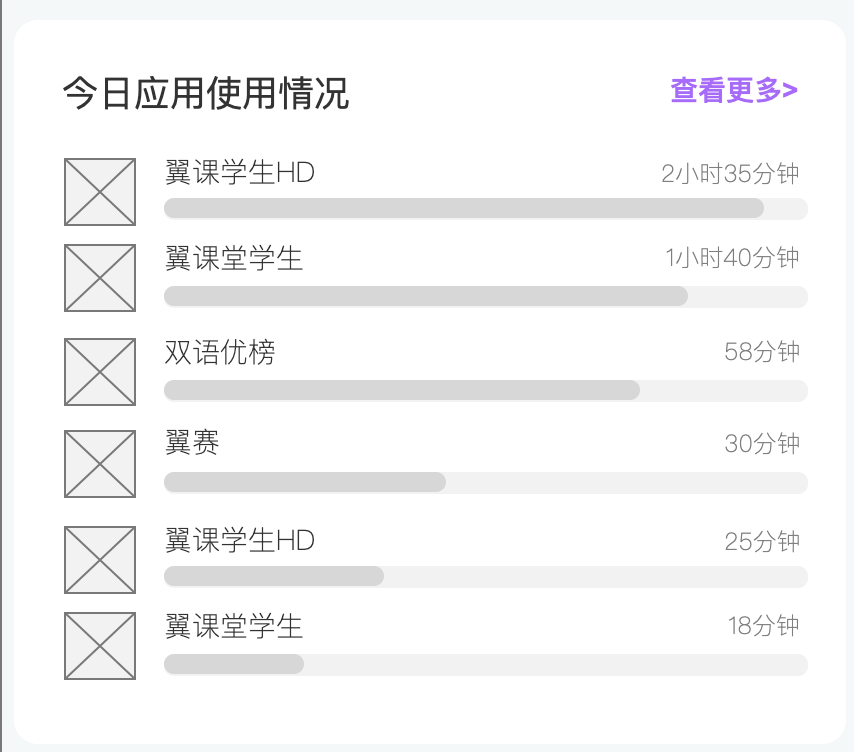 今日应用使用情况 查看更多>
翼课学生HD 2小时35分钟
翼课堂学生 1小时40分钟
双语优榜 58分钟
翼赛 30分钟
翼课学生HD 25分钟
翼课堂学生 18分钟